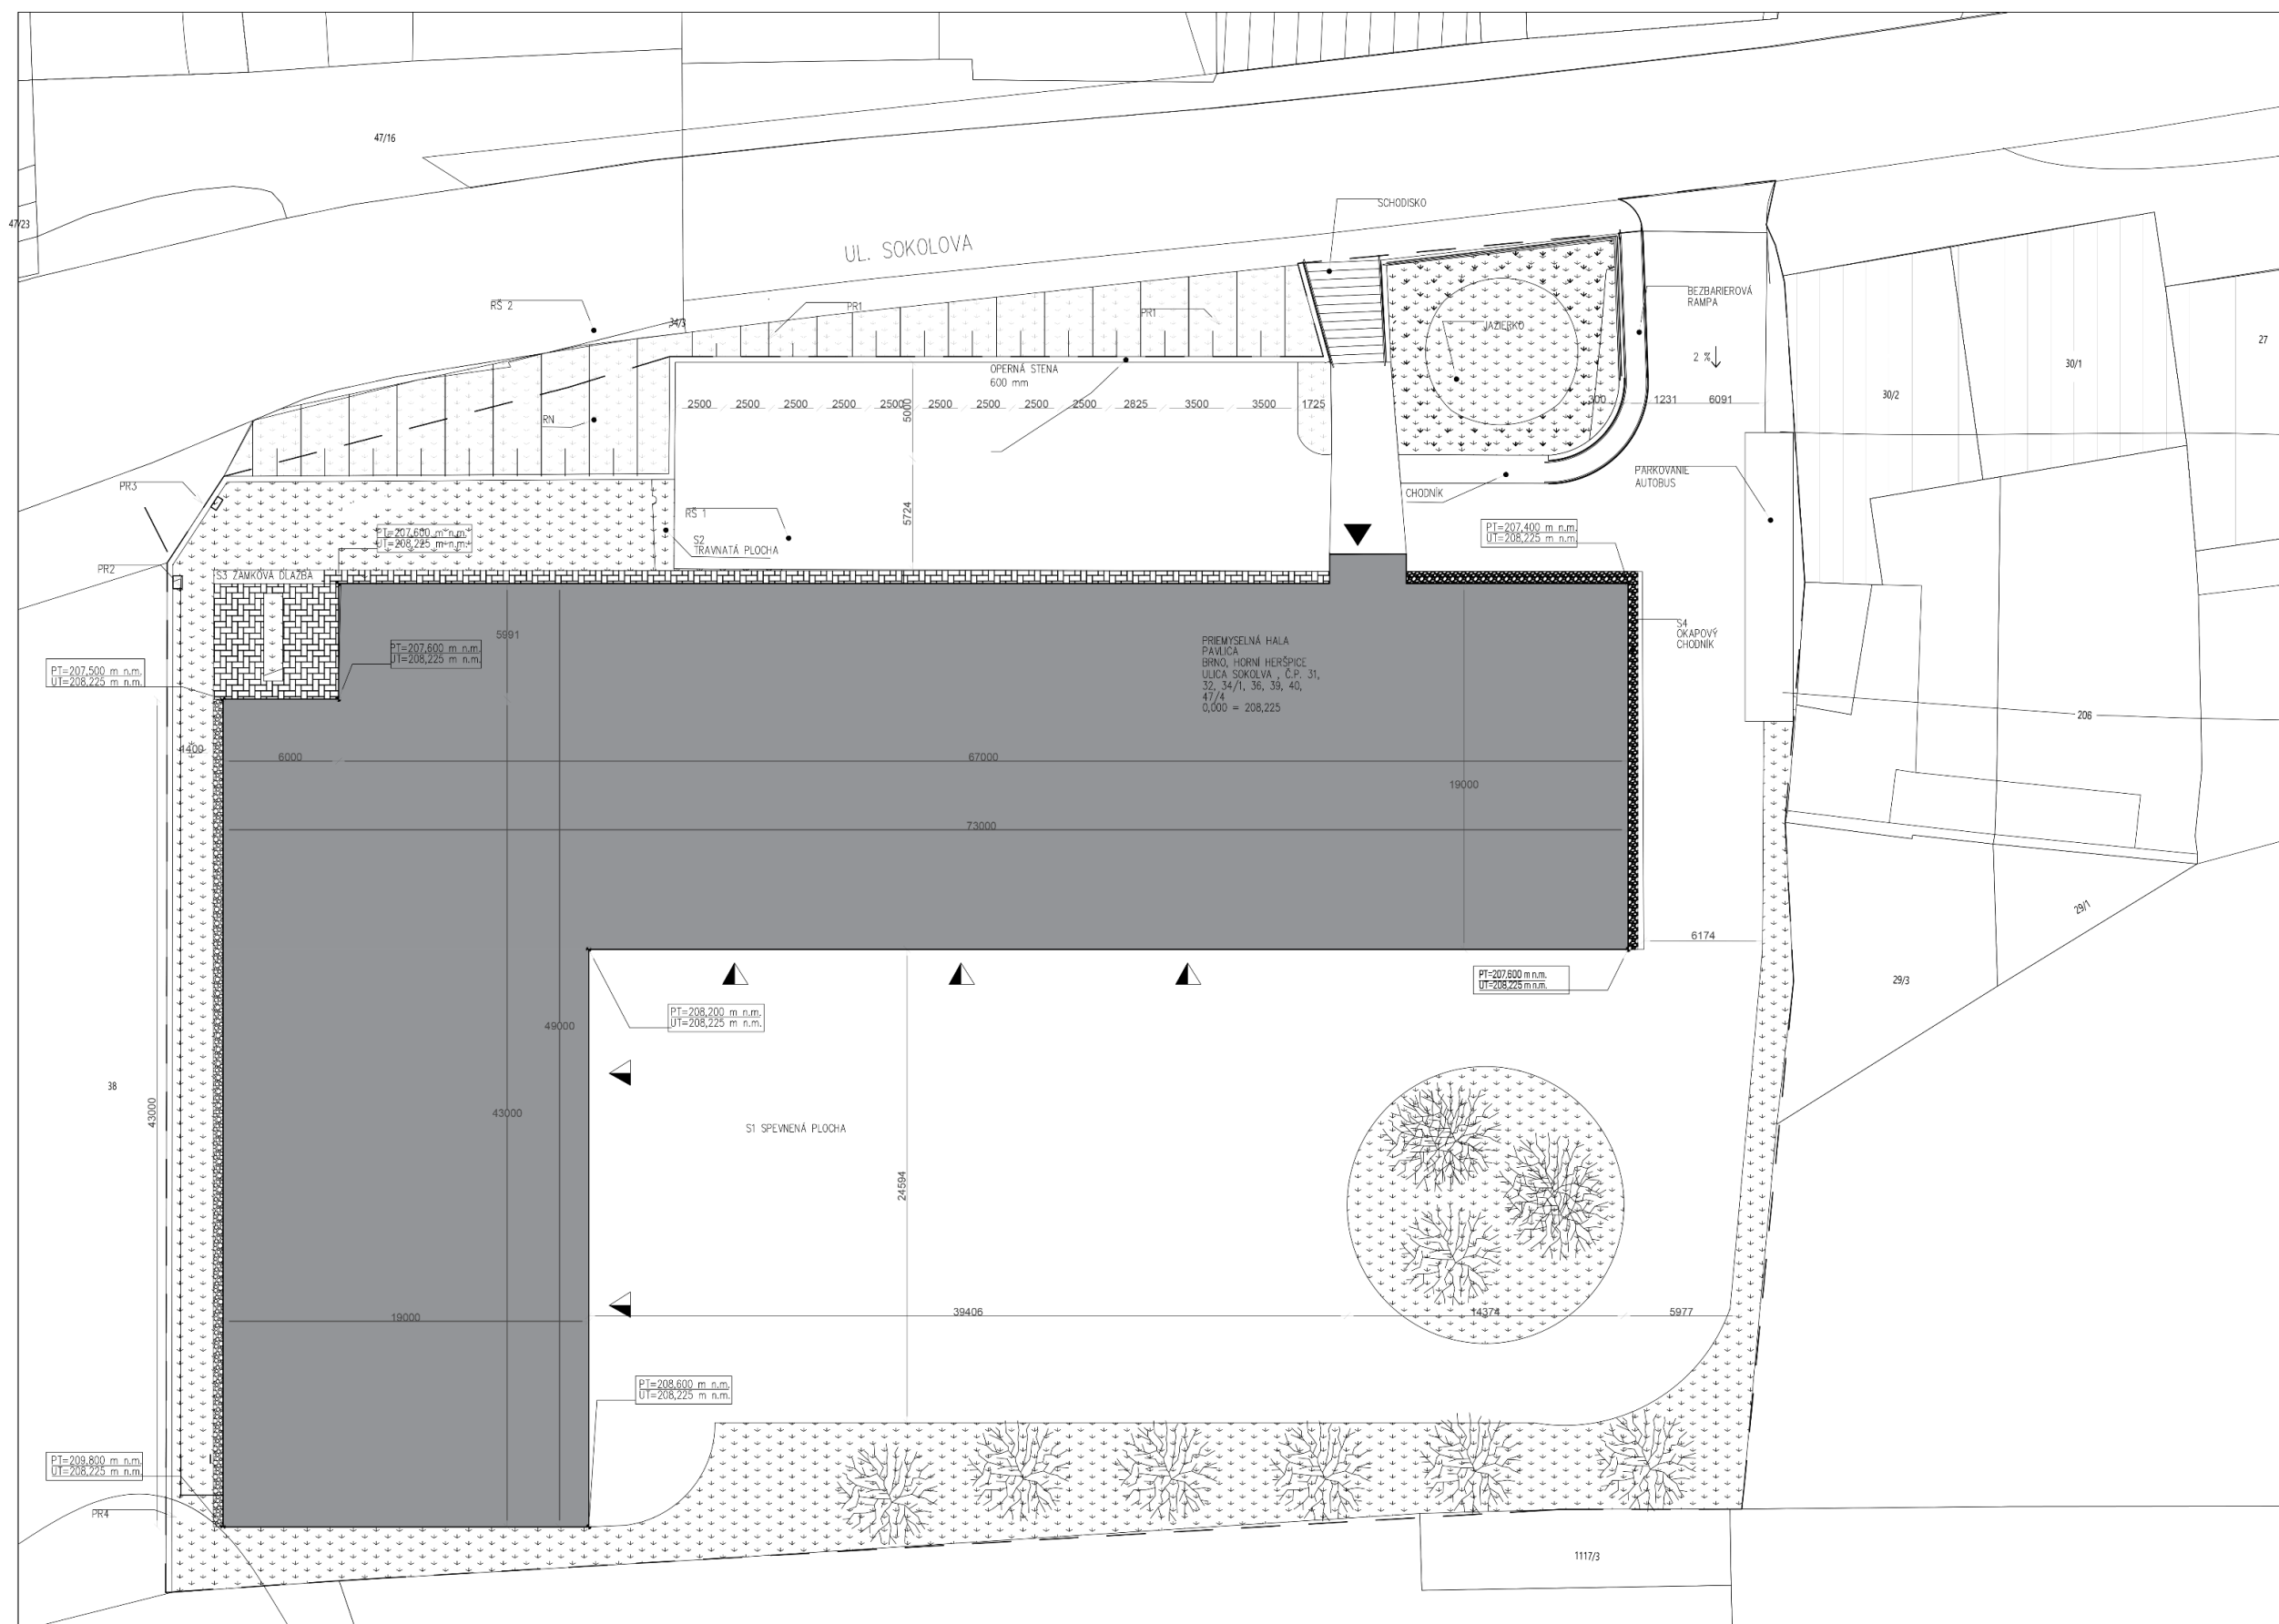 47/16
47/23
SCHODISKO
UL. SOKOLOVA
BEZBARIEROVÁ
RAMPA
RŠ 2
PR1
PR1
34/3
JAZIERKO
2 %
27
30/1
30/2
OPERNÁ STENA
600 mm
2500
2500
2500
2500
2500
2500
2500
2500
2500
2825
3500
3500
1725
300
1231
6091
5000
RN
PR3
PARKOVANIE
AUTOBUS
CHODNÍK
RŠ 1
5724
S2
TRAVNATÁ PLOCHA
PT=207,600 m n.m.
UT=208,225 m n.m.
PT=207,400 m n.m.
UT=208,225 m n.m.
PR2
S3 ZÁMKOVÁ DLAŽBA
5991
S4
OKAPOVÝ
CHODNÍK
PRIEMYSELNÁ HALA
PAVLICA
BRNO, HORNÍ HERŠPICE
ULICA SOKOLVA , Č.P. 31,
32, 34/1, 36, 39, 40,
47/4
0,000 = 208,225
PT=207,600 m n.m.
UT=208,225 m n.m.
PT=207,500 m n.m.
UT=208,225 m n.m.
206
1400
6000
67000
19000
73000
29/1
6174
29/3
PT=207,600 m n.m.
UT=208,225 m n.m.
PT=208,200 m n.m.
UT=208,225 m n.m.
49000
38
43000
43000
S1 SPEVNENÁ PLOCHA
24594
19000
39406
14374
5977
PT=208,600 m n.m.
UT=208,225 m n.m.
PT=209,800 m n.m.
UT=208,225 m n.m.
PR4
1117/3